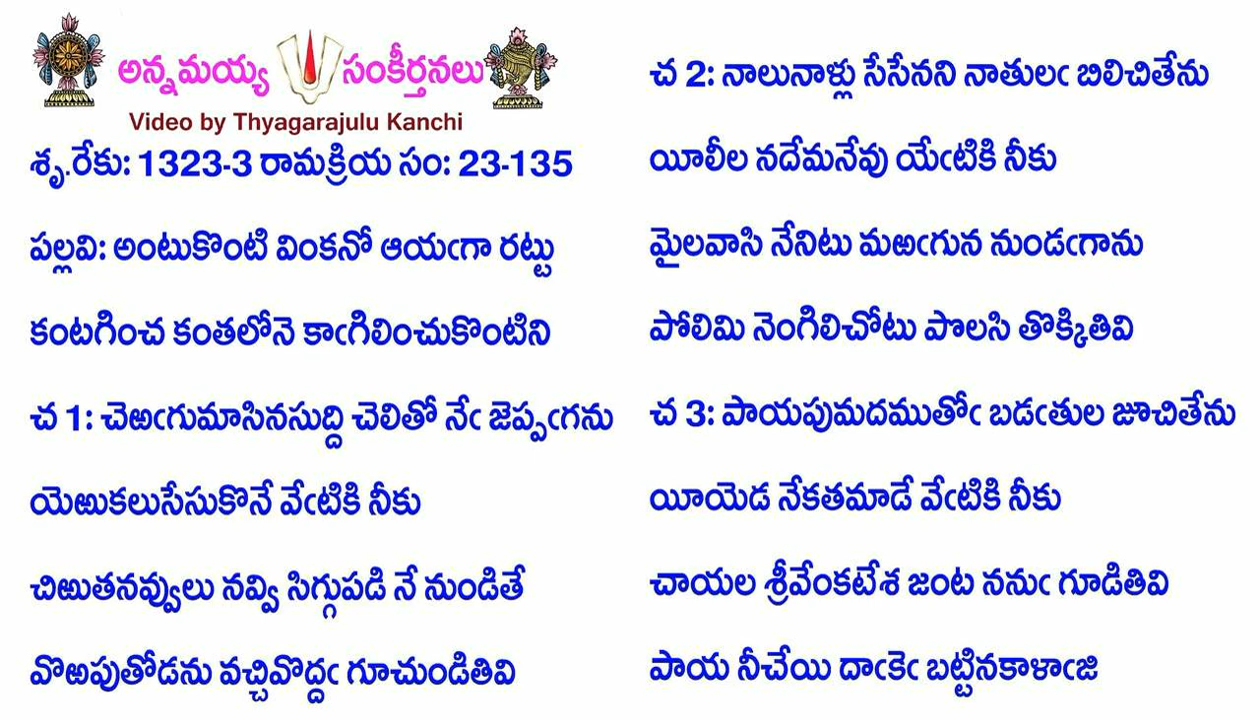 అన్నమయ్య సంకీర్తనలు
Video by Thyagarajulu Kanchi
శృ.రేకు: 1323-3 రామక్రియ సం: 23-135
పల్లవి: అంటుకొంటి వింకనో ఆయఁగా రట్టు
కంటగించ కంతలోనె కాఁగిలించుకొంటిని
చ 1: చెఱఁగుమాసినసుద్ది చెలితో నేఁ జెప్పఁగను
యెఱుకలుసేసుకొనే వేఁటికి నీకు
చిఱుతనవ్వులు నవ్వి సిగ్గుపడి నే నుండితే
వొఱపుతోడను వచ్చివొద్దఁ గూచుండితివి
చ 2: నాలునాళ్లు సేసేనని నాతులఁ బిలిచితేను
యీలీల నదేమనేవు యేఁటికి నీకు
మైలవాసి నేనిటు మఱఁగున నుండఁగాను
పోలిమి నెంగిలిచోటు పొలసి తొక్కితివి
చ 3: పాయపుమదముతోఁ బడఁతుల జూచితేను
యీయెడ నేకతమాడే వేఁటికి నీకు
చాయల శ్రీవేంకటేశ జంట ననుఁ గూడితివి
పాయ నీచేయి దాఁకెఁ బట్టినకాళాఁజి